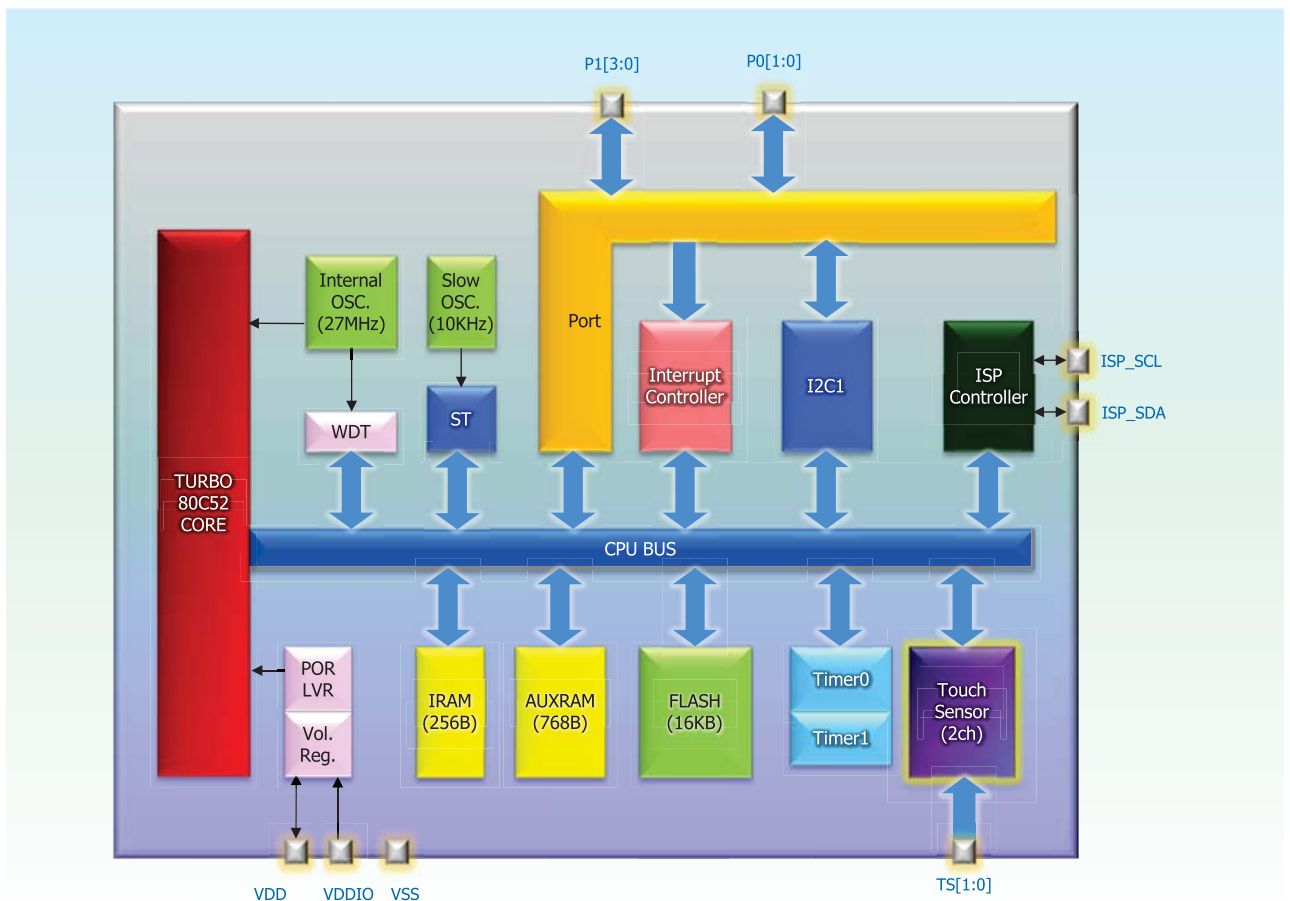 P1[3:0]
P0[1:0]
Internal
OSC.
(27MHz)
Slow
OSC.
(10KHz)
Port
Interrupt
Controller
I2C1
ISP
Controller
ISP_SCL
ISP_SDA
WDT
ST
TURBO
80C52
CORE
CPU BUS
POR
LVR
Vol.
Reg.
IRAM
(256B)
AUXRAM
(768B)
FLASH
(16KB)
Timer0
Timer1
Touch
Sensor
(2ch)
VDD
VDDIO
VSS
TS[1:0]